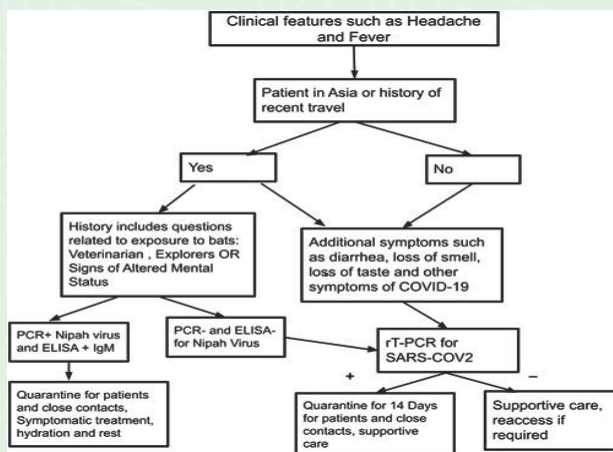 Clinical features such as Headache
and Fever
Patient in Asia or history of
recent travel
Yes
No
History includes questions
related to exposure to bats:
Veterinarian , Explorers OR
Signs of Altered Mental
Status
Additional symptoms such
as diarrhea, loss of smell,
loss of taste and other
symptoms of COVID-19
PCR+ Nipah virus
and ELISA + IgM
PCR- and ELISA-
for Nipah Virus
rT-PCR for
SARS-COV2
+
–
Quarantine for patients
and close contacts,
Symptomatic treatment,
hydration and rest
Quarantine for 14 Days
for patients and close
contacts, supportive
care
Supportive care,
reaccess if
required